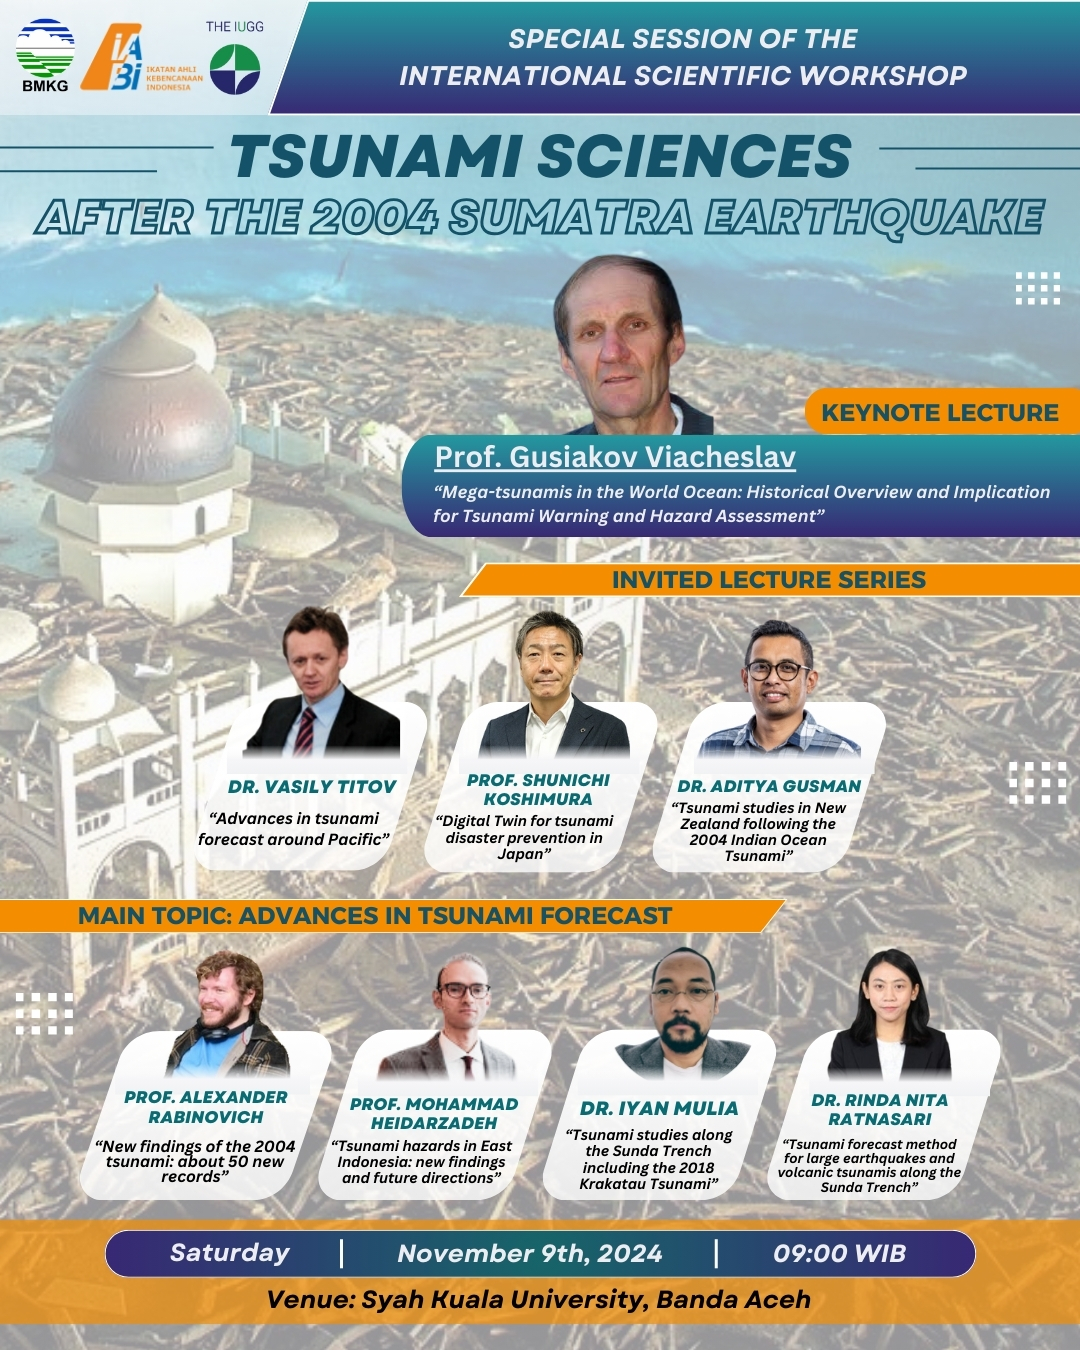 BMKG
IABI
IKATAN AHLI
KEBENCANAAN
INDONESIA
THE IUGG
SPECIAL SESSION OF THE
INTERNATIONAL SCIENTIFIC WORKSHOP
TSUNAMI SCIENCES
AFTER THE 2004 SUMATRA EARTHQUAKE
KEYNOTE LECTURE
Prof. Gusiakov Viacheslav
“Mega-tsunamis in the World Ocean: Historical Overview and Implication
for Tsunami Warning and Hazard Assessment”
INVITED LECTURE SERIES
DR. VASILY TITOV
“Advances in tsunami
forecast around Pacific”
PROF. SHUNICHI
KOSHIMURA
“Digital Twin for tsunami
disaster prevention in
Japan”
DR. ADITYA GUSMAN
“Tsunami studies in New
Zealand following the
2004 Indian Ocean
Tsunami”
MAIN TOPIC: ADVANCES IN TSUNAMI FORECAST
PROF. ALEXANDER
RABINOVICH
“New findings of the 2004
tsunami: about 50 new
records”
PROF. MOHAMMAD
HEIDARZADEH
“Tsunami hazards in East
Indonesia: new findings
and future directions”
DR. IYAN MULIA
“Tsunami studies along
the Sunda Trench
including the 2018
Krakatau Tsunami”
DR. RINDA NITA
RATNASARI
“Tsunami forecast method
for large earthquakes and
volcanic tsunamis along the
Sunda Trench”
Saturday | November 9th, 2024 | 09:00 WIB
Venue: Syah Kuala University, Banda Aceh